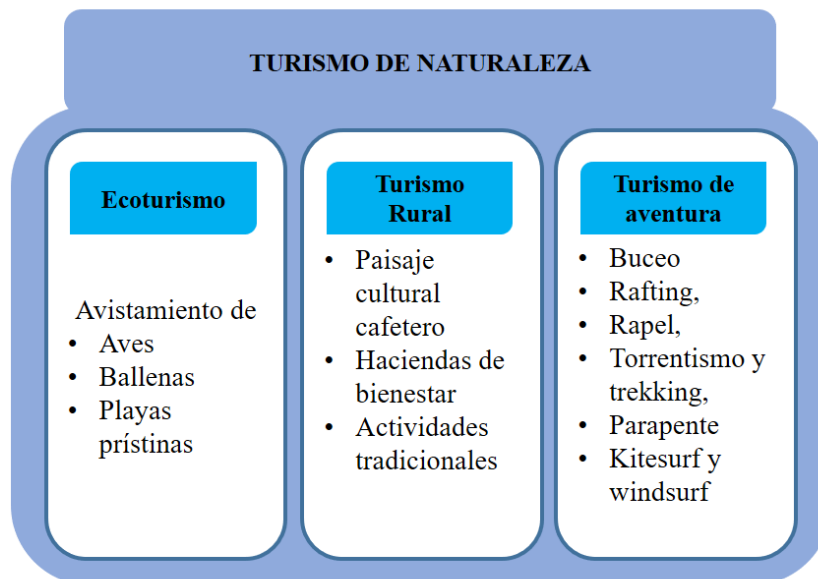 TURISMO DE NATURALEZA
Ecoturismo
Avistamiento de
• Aves
• Ballenas
• Playas
prístinas
Turismo
Rural
• Paisaje
cultural
cafetero
• Haciendas de
bienestar
• Actividades
tradicionales
Turismo de
aventura
• Buceo
• Rafting,
• Rapel,
• Torrentismo y
trekking,
• Parapente
• Kitesurf y
windsurf